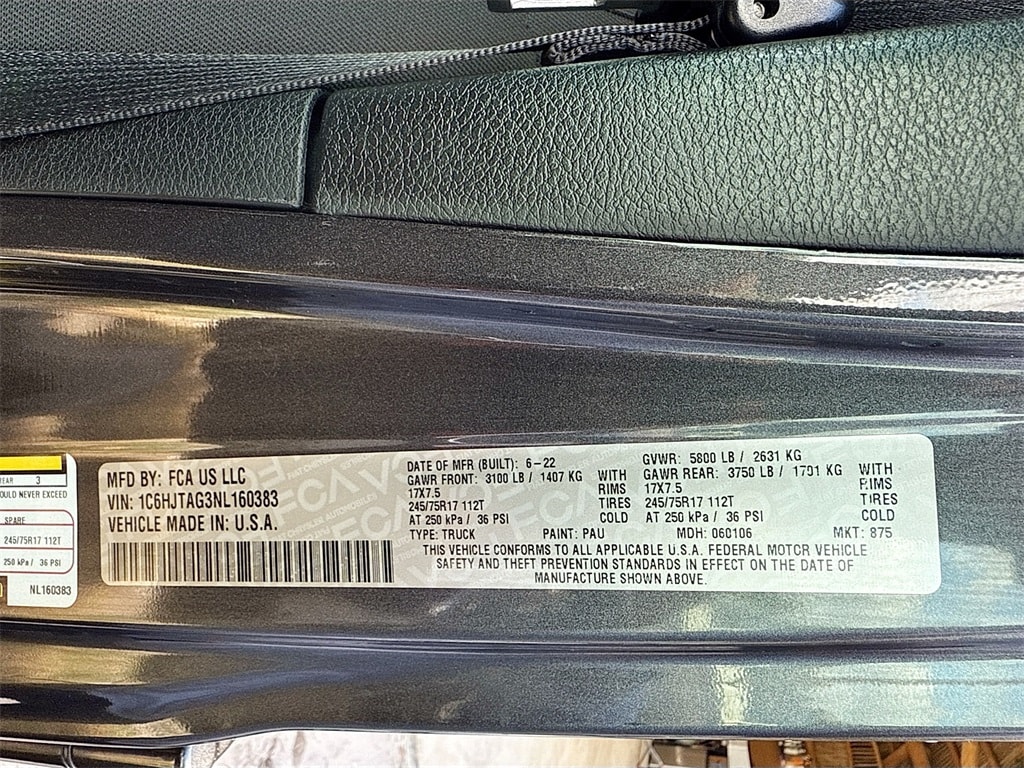 EAR 3
OULD NEVER EXCEED
SPARE
245/75R17 112T
250 kPa / 36 PSI
NL160383
MFD BY: FCA US LLC
VIN: 1C6HJTAG3NL160383
VEHICLE MADE IN: U.S.A.
DATE OF MFR (BUILT): 6-22
GAWR FRONT: 3100 LB / 1407 KG WITH
17X7.5 RIMS
245/75R17 112T TIRES
AT 250 kPa / 36 PSI COLD
GVWR: 5800 LB / 2631 KG
GAWR REAR: 3750 LB / 1701 KG WITH
17X7.5 RIMS
245/75R17 112T TIRES
AT 250 kPa / 36 PSI COLD
TYPE: TRUCK PAINT: PAU MDH: 060106 MKT: 875
THIS VEHICLE CONFORMS TO ALL APPLICABLE U.S.A. FEDERAL MOTOR VEHICLE
SAFETY AND THEFT PREVENTION STANDARDS IN EFFECT ON THE DATE OF
MANUFACTURE SHOWN ABOVE.